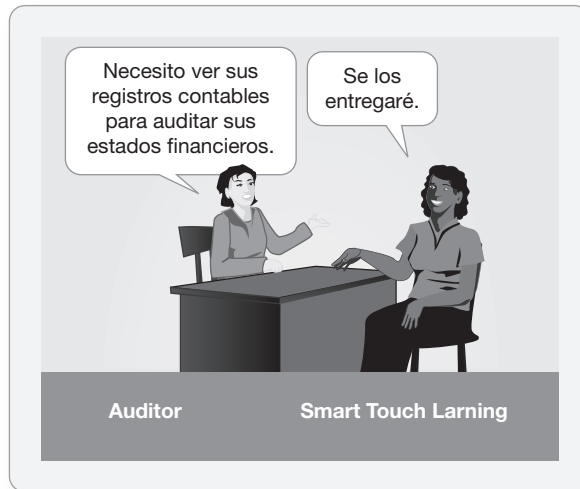 Necesito ver sus
registros contables
para auditar sus
estados financieros.
Se los
entregaré.
Auditor
Smart Touch Larning